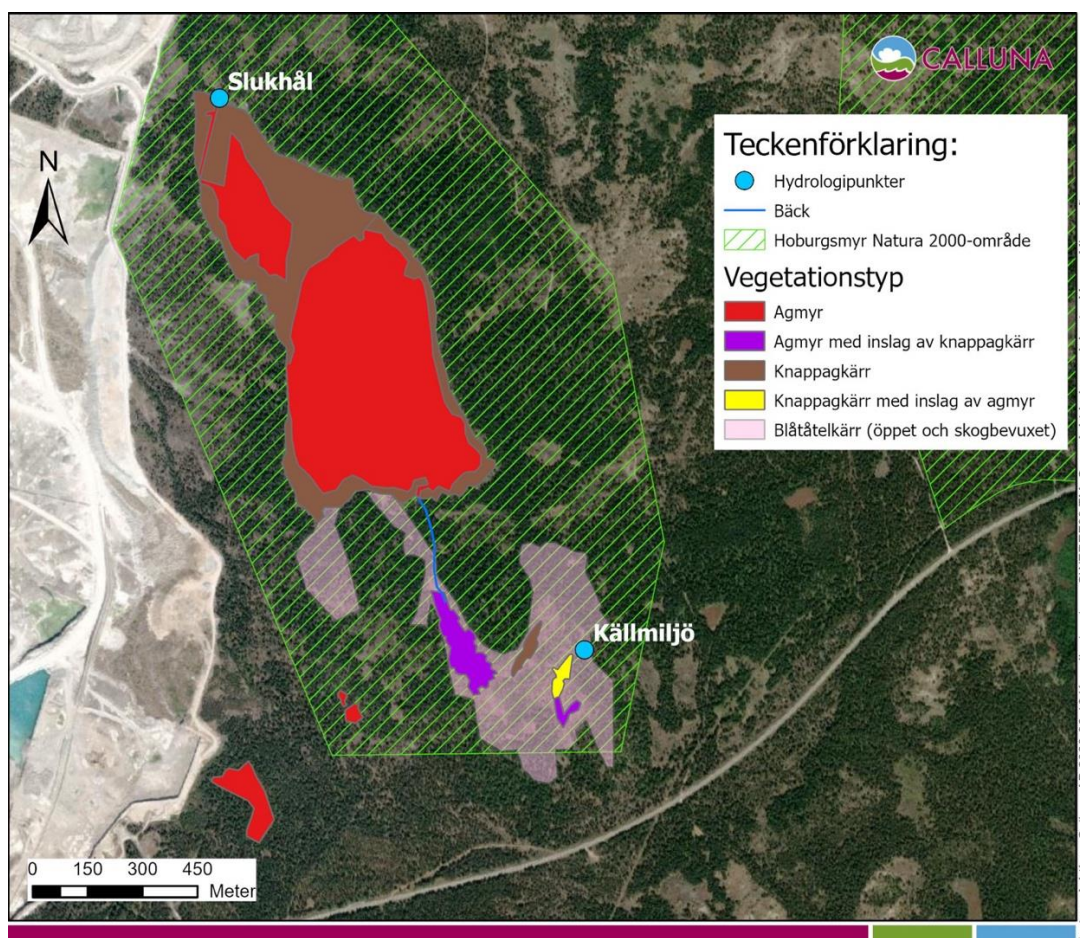 Slukhål
CALLUNA
N
Teckenförklaring:
Hydrologipunkter
Bäck
Hoburgsmyr Natura 2000-område
Vegetationstyp
Agmyr
Agmyr med inslag av knappagkärr
Knappagkärr
Knappagkärr med inslag av agmyr
Blåtåtelkärr (öppet och skogbevuxet)
Källmiljö
0 150 300 450
Meter